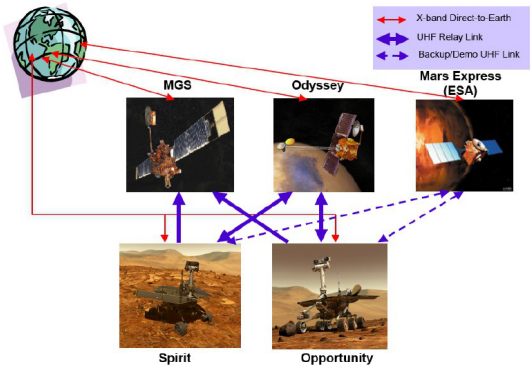 X-band Direct-to-Earth
UHF Relay Link
Backup/Demo UHF Link
MGS
Odyssey
Mars Express
(ESA)
Spirit
Opportunity